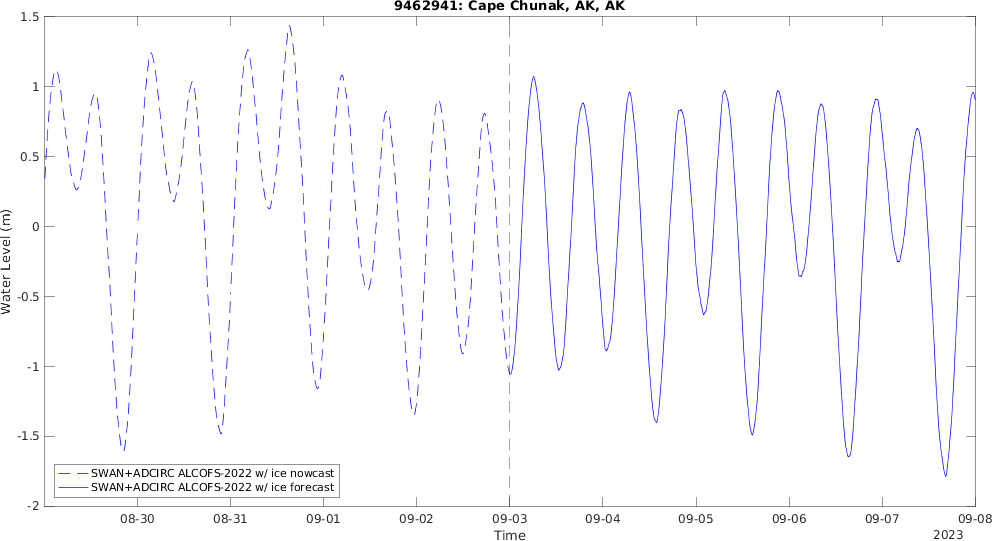 9462941: Cape Chunak, AK, AK
Water Level (m)
1.5
1
0.5
0
-0.5
-1
-1.5
-2
SWAN+ADCIRC ALCOFS-2022 w/ ice nowcast
SWAN+ADCIRC ALCOFS-2022 w/ ice forecast
08-30 08-31 09-01 09-02 09-03 09-04 09-05 09-06 09-07 09-08
Time
2023